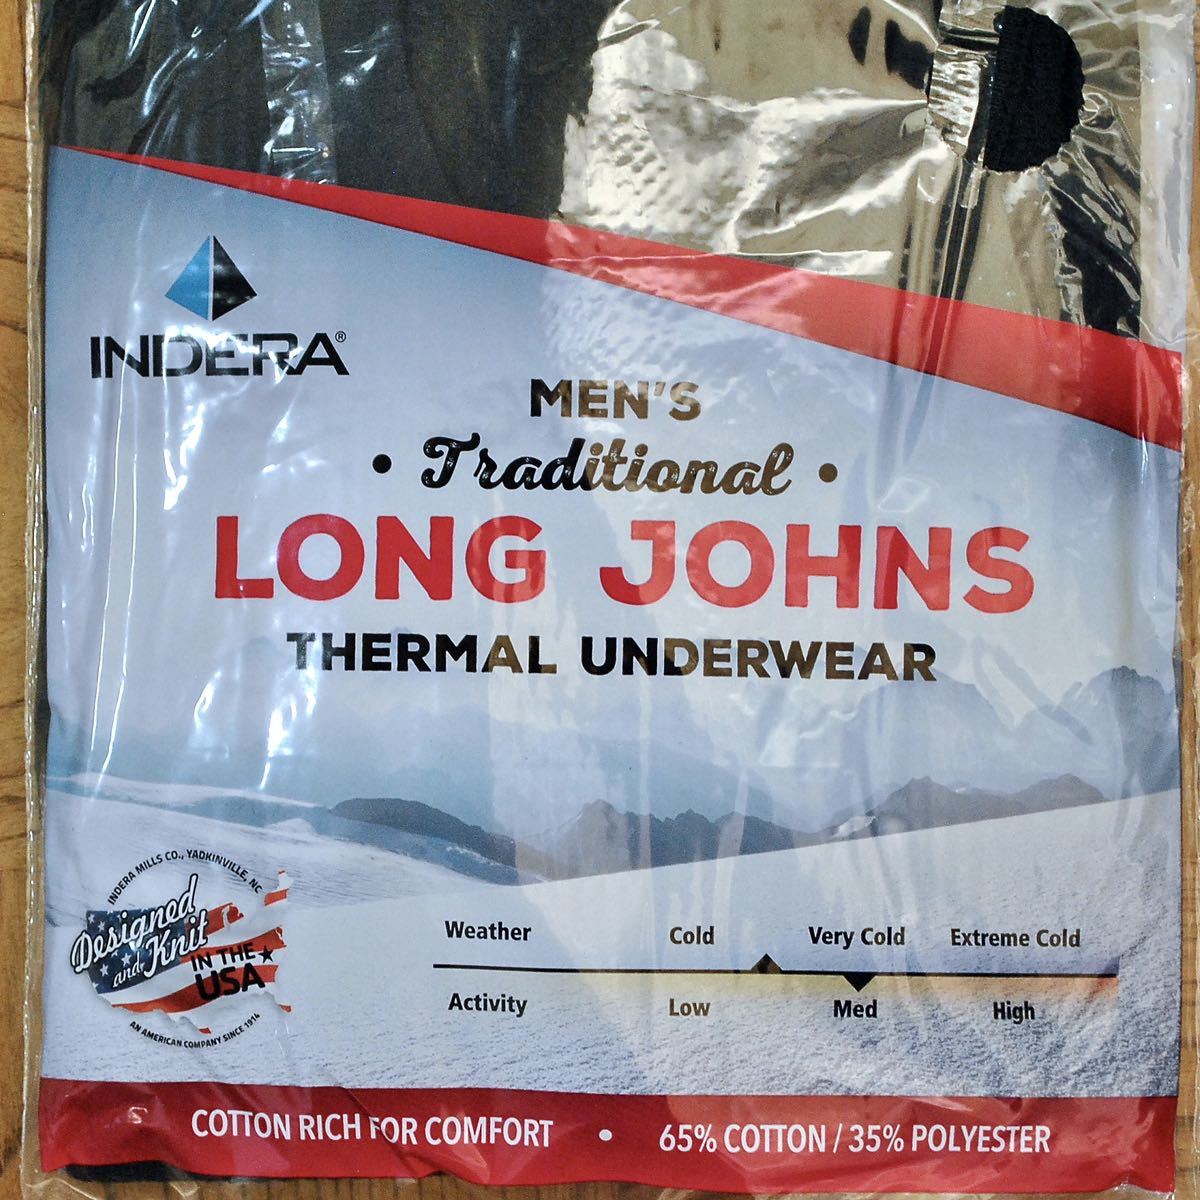 INDERA®
MEN'S
• Traditional •
LONG JOHNS
THERMAL UNDERWEAR
Weather Cold Very Cold Extreme Cold
Activity Low Med High
INDERA MILLS CO., YADKINVILLE, NC
Designed
and Knit
IN THE
USA
AN AMERICAN COMPANY SINCE 1914
COTTON RICH FOR COMFORT • 65% COTTON / 35% POLYESTER